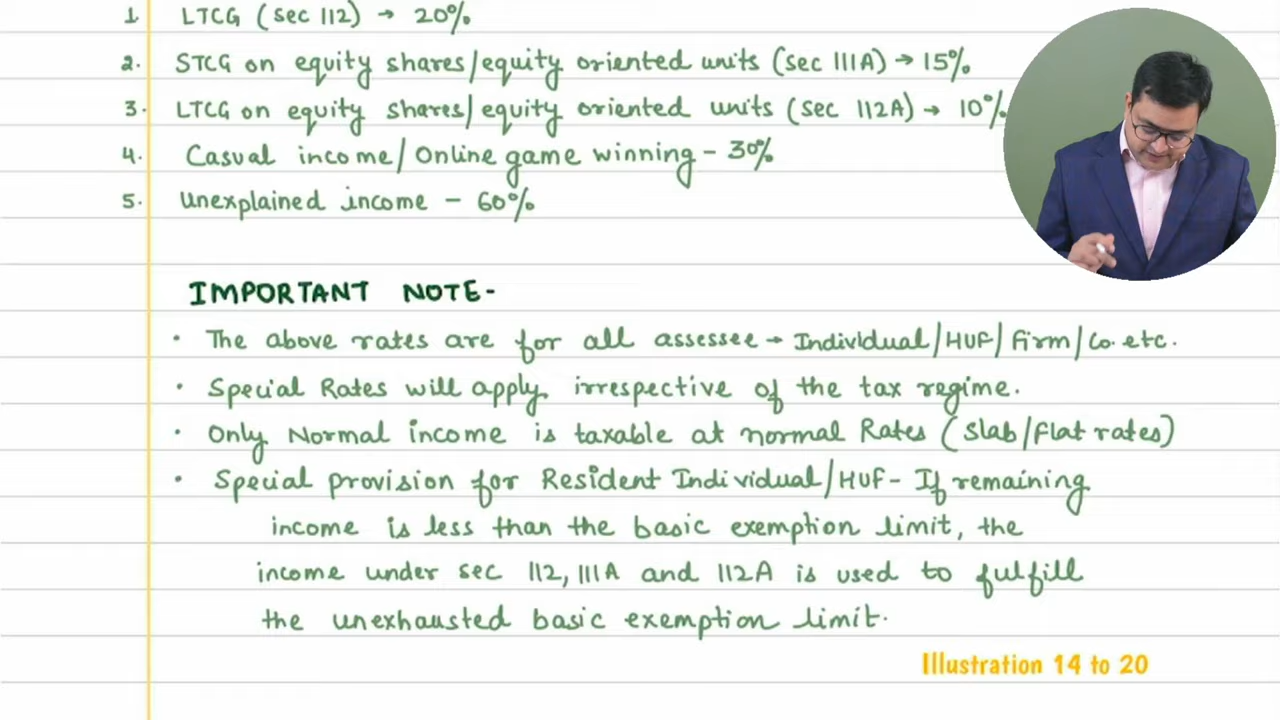 1. LTCG (sec 112) → 20%
2. STCG on equity shares/equity oriented units (sec 111A) → 15%
3. LTCG on equity shares/equity oriented units (sec 112A) → 10%
4. Casual income/Online game winning - 30%
5. Unexplained income - 60%
IMPORTANT NOTE-
• The above rates are for all assessee → Individual/HUF/Firm/Co. etc.
• Special Rates will apply irrespective of the tax regime.
• Only Normal income is taxable at normal Rates (Slab/Flat rates)
• Special provision for Resident Individual/HUF- If remaining
income is less than the basic exemption limit, the
income under sec 112, 111A and 112A is used to fulfill
the unexhausted basic exemption limit.
Illustration 14 to 20